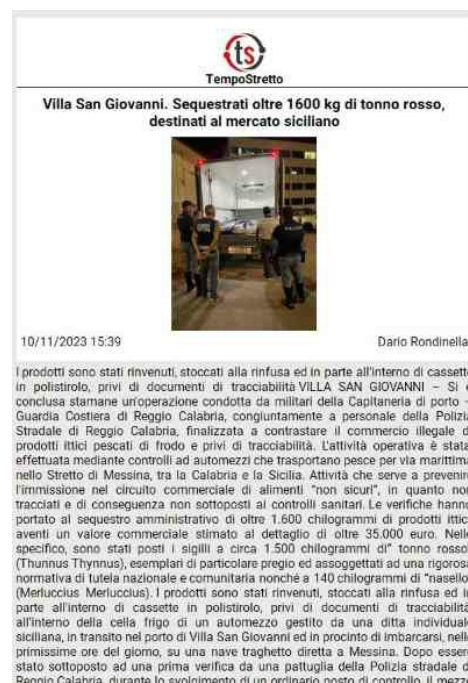 ts
TempoStretto
Villa San Giovanni. Sequestrati oltre 1600 kg di tonno rosso,
destinati al mercato siciliano
10/11/2023 15:39 Dario Rondinella
I prodotti sono stati rinvenuti, stoccati alla rinfusa ed in parte all'interno di cassette
in polistirolo, privi di documenti di tracciabilità VILLA SAN GIOVANNI – Si è
conclusa stamane un'operazione condotta da militari della Capitaneria di porto –
Guardia Costiera di Reggio Calabria, congiuntamente a personale della Polizia
Stradale di Reggio Calabria, finalizzata a contrastare il commercio illegale di
prodotti ittici pescati di frodo e privi di tracciabilità. L'attività operativa è stata
effettuata mediante controlli ad automezzi che trasportano pesce per via marittima
nello Stretto di Messina, tra la Calabria e la Sicilia. Attività che serve a prevenire
l'immissione nel circuito commerciale di alimenti "non sicuri", in quanto non
tracciati e di conseguenza non sottoposti ai controlli sanitari. Le verifiche hanno
portato al sequestro amministrativo di oltre 1.600 chilogrammi di prodotti ittici
aventi un valore commerciale stimato al dettaglio di oltre 35.000 euro. Nello
specifico, sono stati posti i sigilli a circa 1.500 chilogrammi di" tonno rosso"
(Thunnus Thynnus), esemplari di particolare pregio ed assoggettati ad una rigorosa
normativa di tutela nazionale e comunitaria nonché a 140 chilogrammi di "nasello"
(Merluccius Merluccius). I prodotti sono stati rinvenuti, stoccati alla rinfusa ed in
parte all'interno di cassette in polistirolo, privi di documenti di tracciabilità
all'interno della cella frigo di un automezzo gestito da una ditta individuale
siciliana, in transito nel porto di Villa San Giovanni ed in procinto di imbarcarsi, nelle
primissime ore del giorno, su una nave traghetto diretta a Messina. Dopo essere
stato sottoposto ad una prima verifica da una pattuglia della Polizia stradale di
Reggio Calabria, durante lo svolgimento di un ordinario posto di controllo, il mezzo